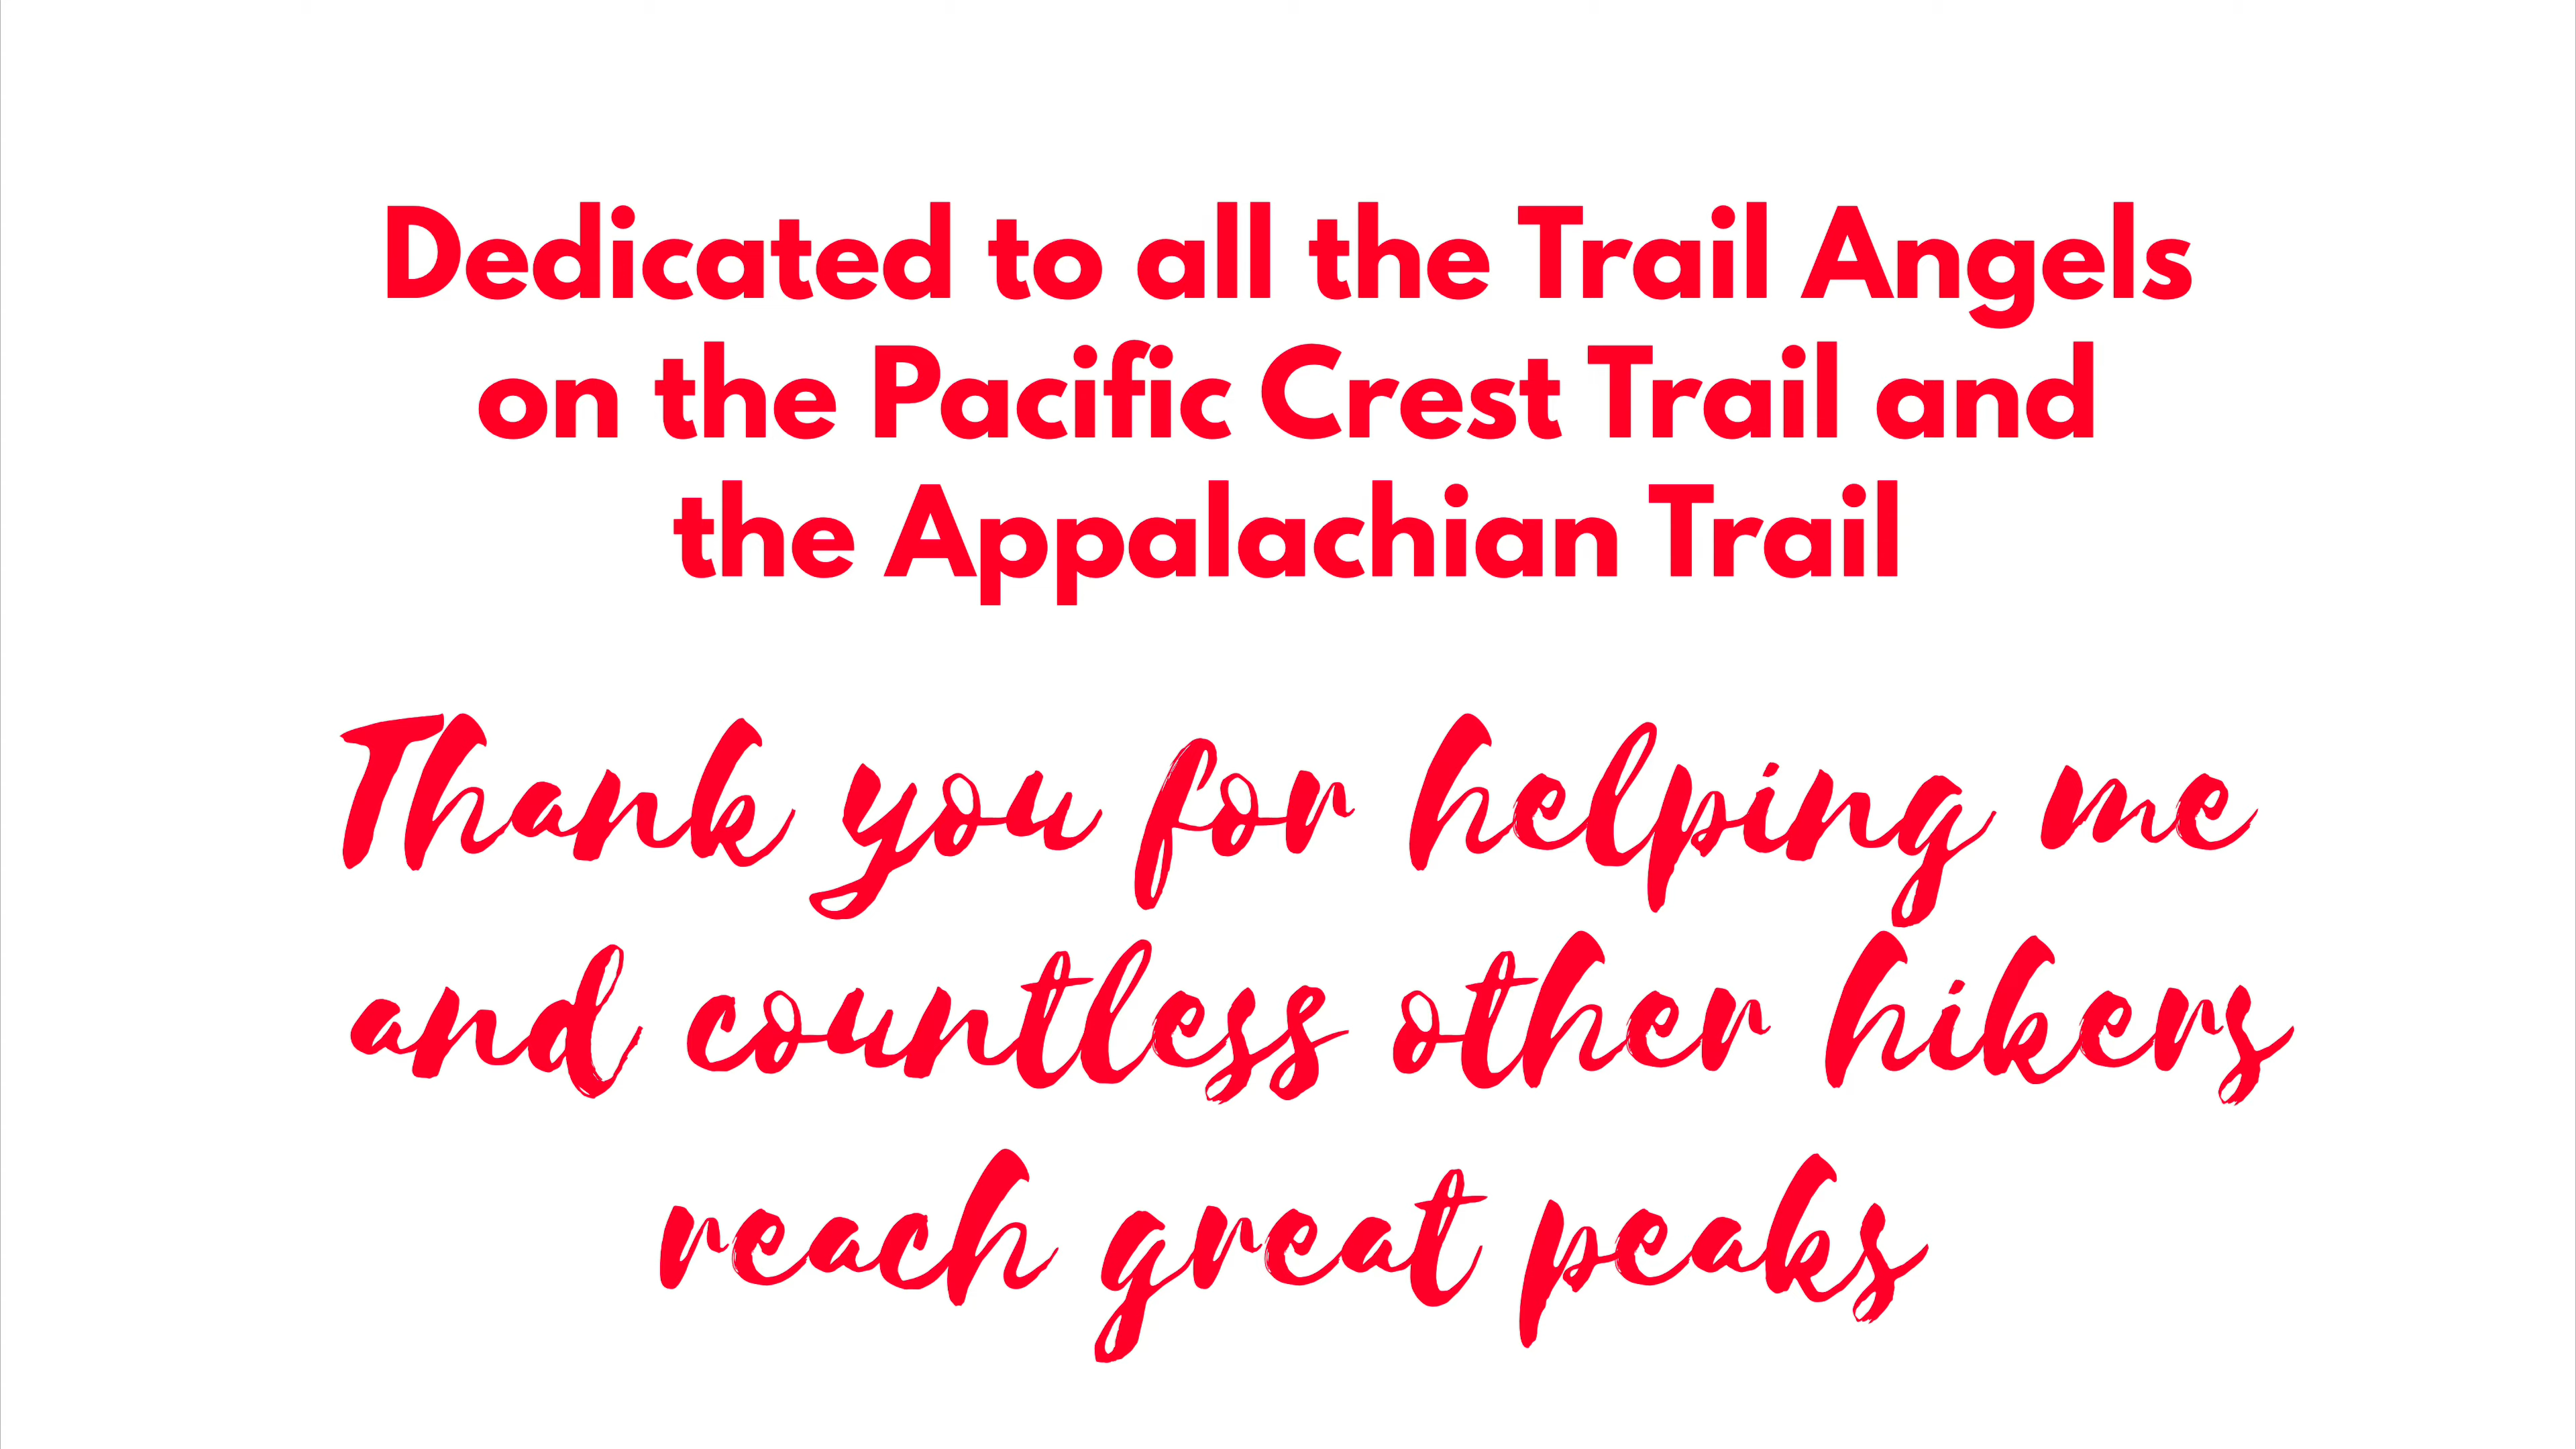 Dedicated to all the Trail Angels
on the Pacific Crest Trail and
the Appalachian Trail
Thank you for helping me
and countless other hikers
reach great peaks